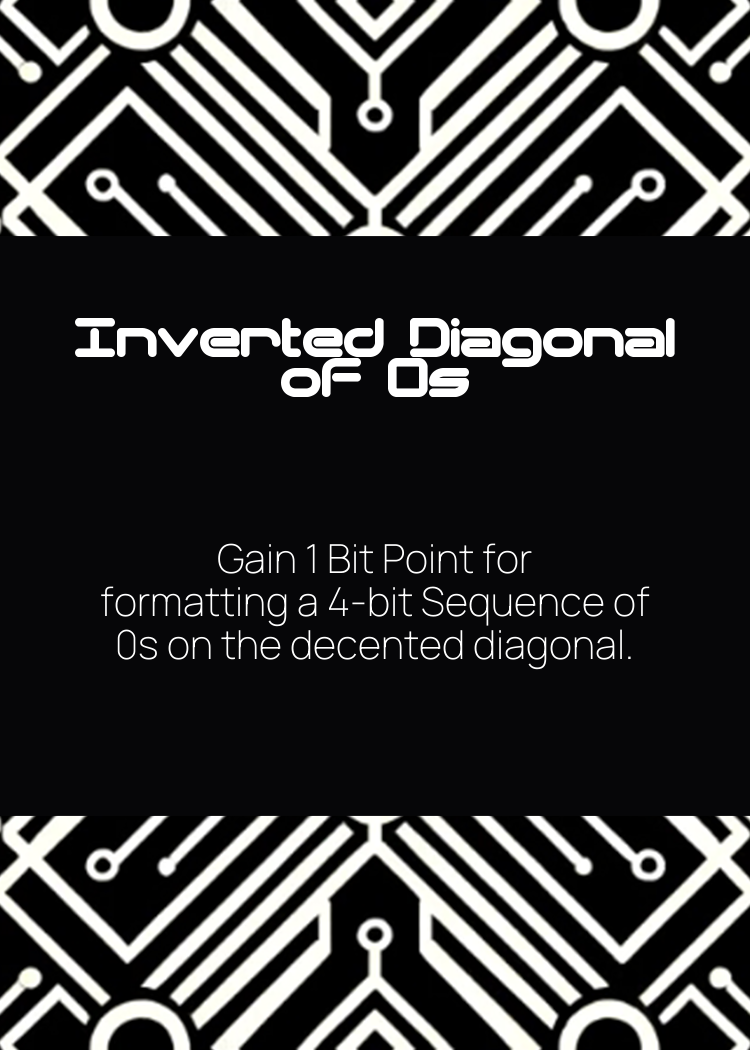 Inverted Diagonal
of 0s
Gain 1 Bit Point for
formatting a 4-bit Sequence of
0s on the decented diagonal.